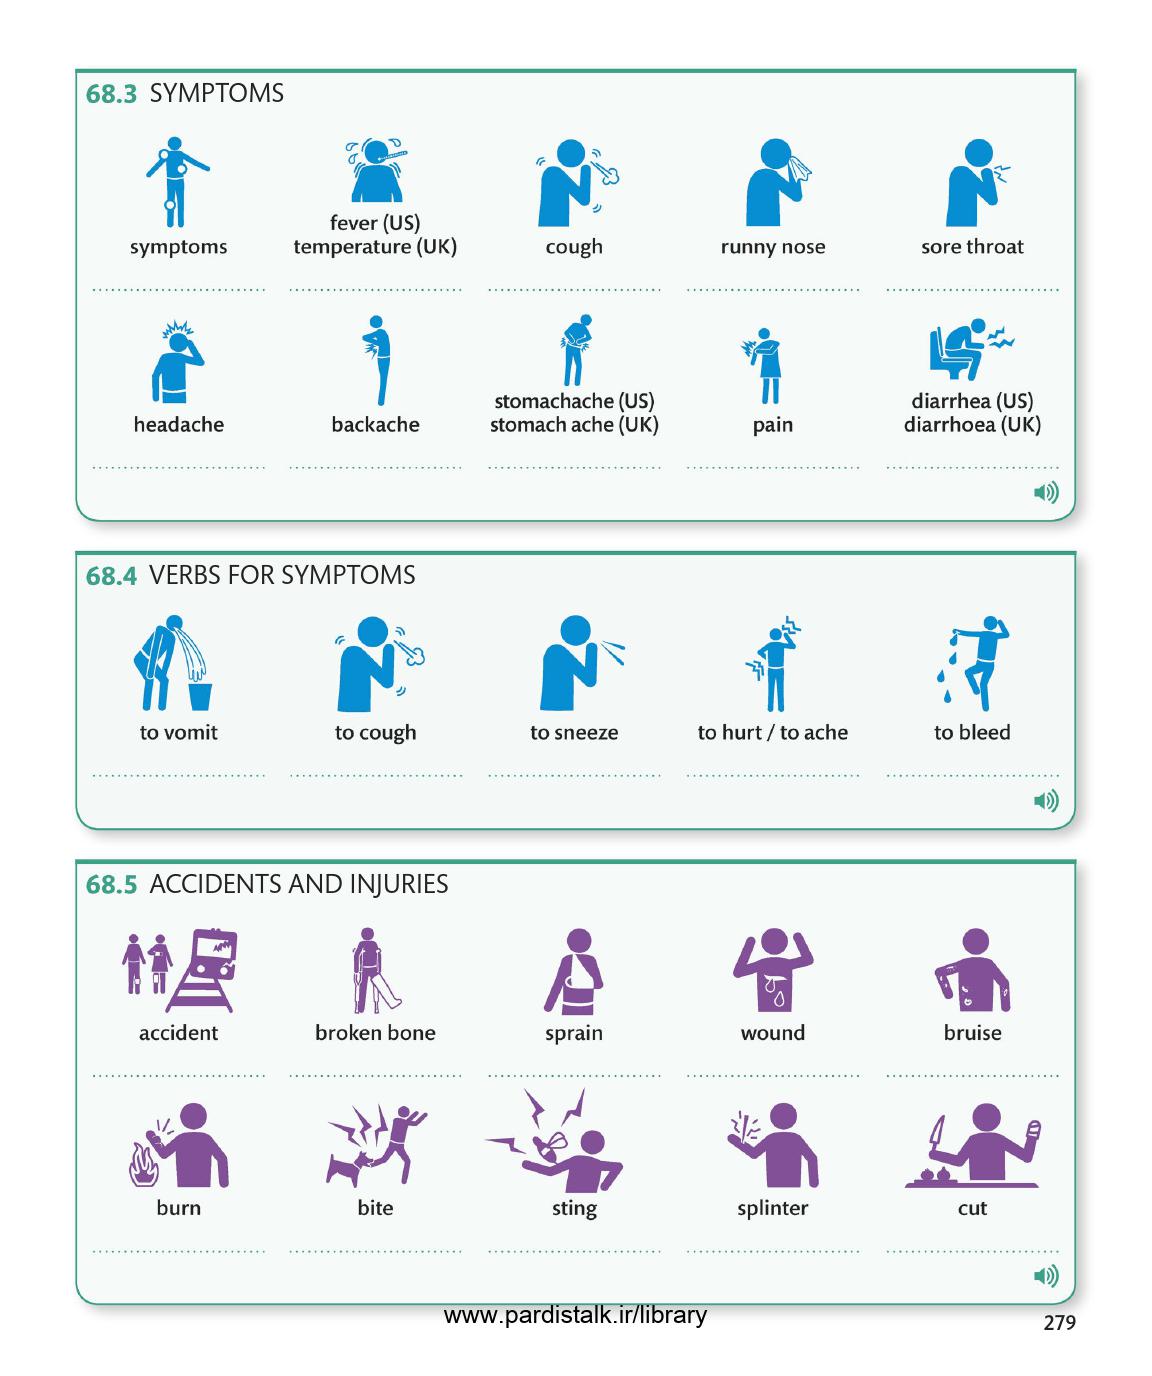 68.3 SYMPTOMS
symptoms
fever (US)
temperature (UK)
cough
runny nose
sore throat
headache
backache
stomachache (US)
stomach ache (UK)
pain
diarrhea (US)
diarrhoea (UK)
68.4 VERBS FOR SYMPTOMS
to vomit
to cough
to sneeze
to hurt / to ache
to bleed
68.5 ACCIDENTS AND INJURIES
accident
broken bone
sprain
wound
bruise
burn
bite
sting
splinter
cut
www.pardistalk.ir/library
279